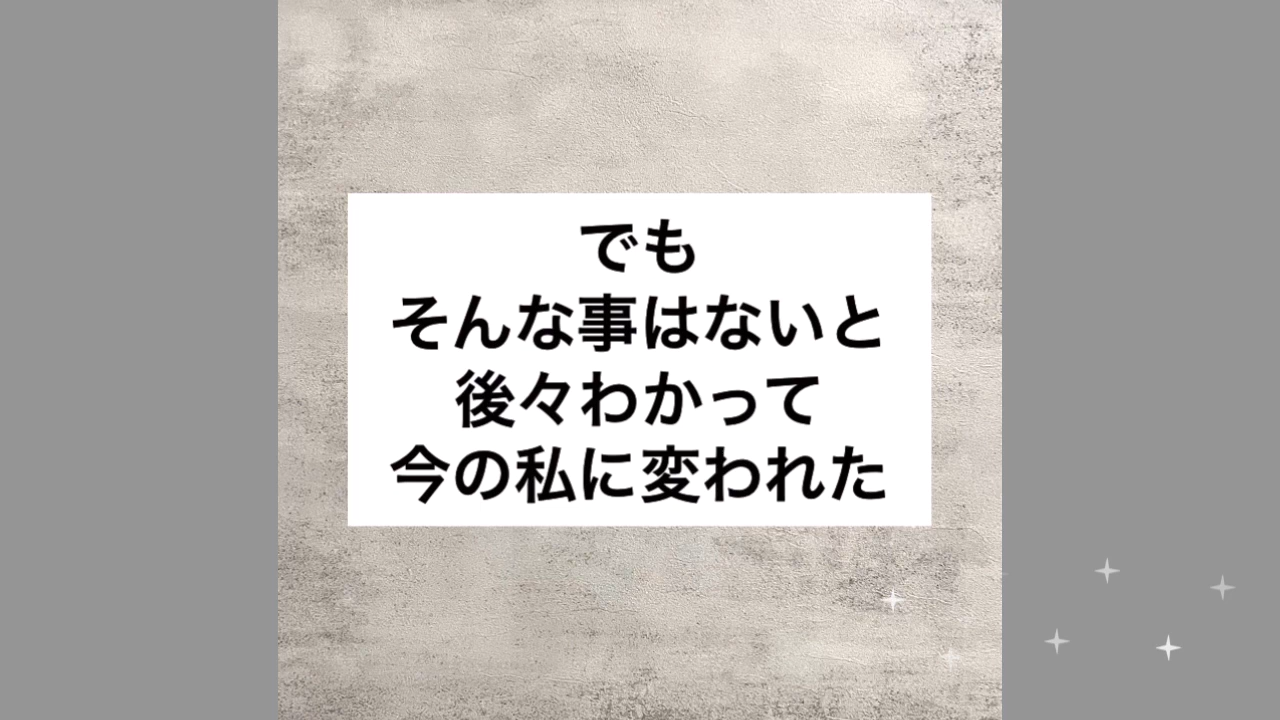 でも
そんな事はないと
後々わかって
今の私に変われた